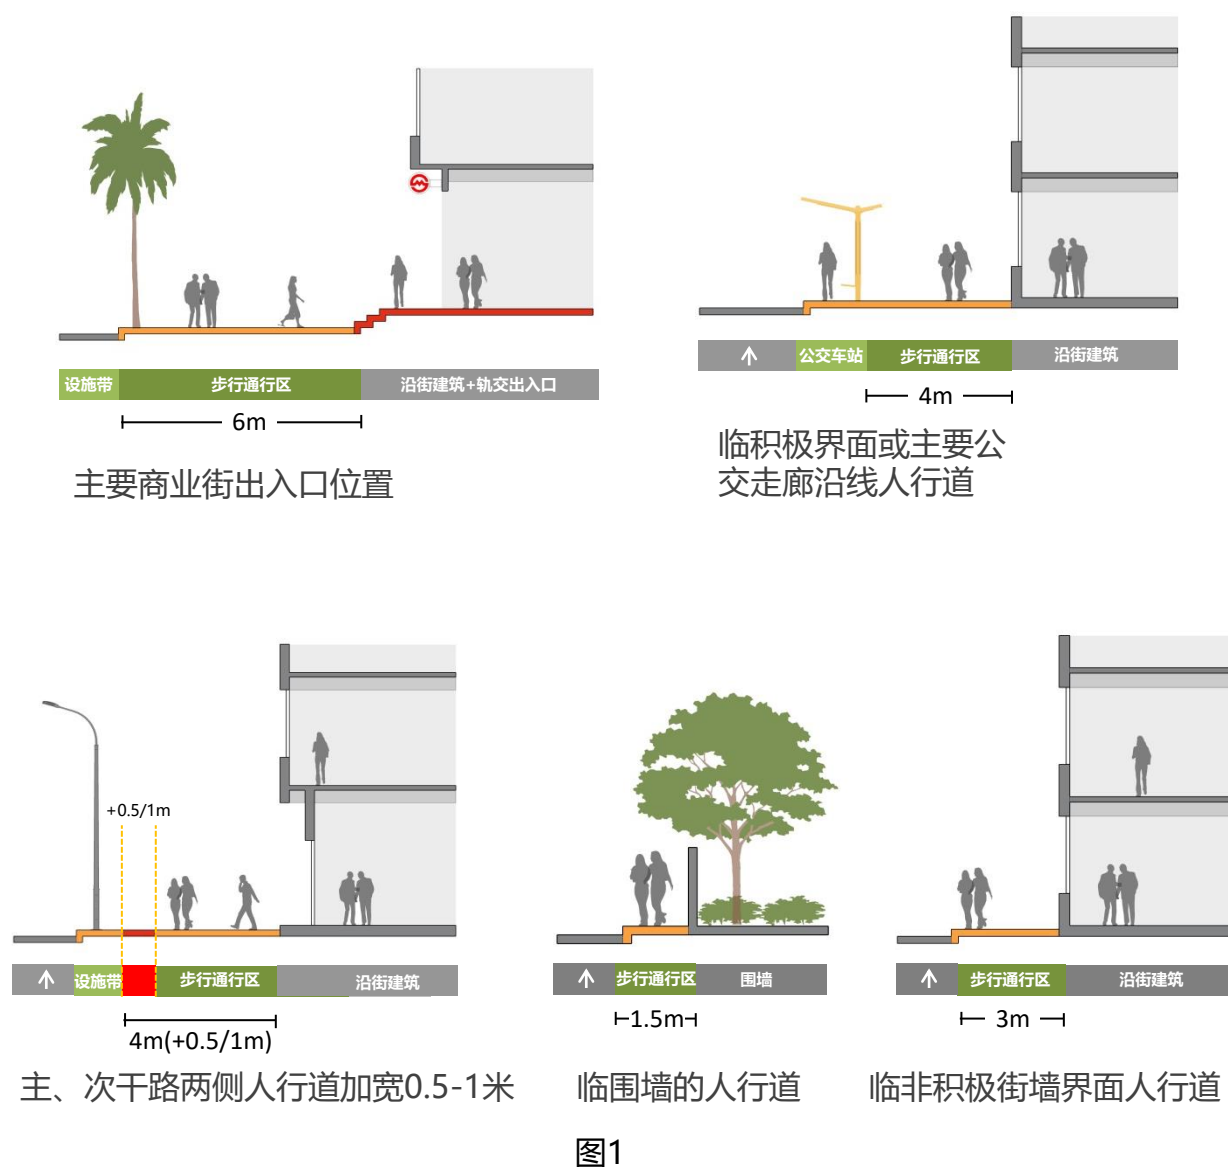 设施带 步行通行区 沿街建筑+轨交出入口
6m
主要商业街出入口位置
公交车站 步行通行区 沿街建筑
4m
临积极界面或主要公
交走廊沿线人行道
+0.5/1m
设施带 步行通行区 沿街建筑
4m(+0.5/1m)
主、次干路两侧人行道加宽0.5-1米
步行通行区 围墙
1.5m
临围墙的人行道
步行通行区 沿街建筑
3m
临非积极街墙界面人行道
图1